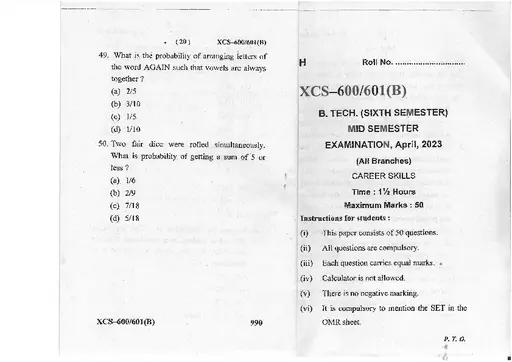 ( 20 ) XCS–600/601(B)
49. What is the probability of arranging letters of
the word AGAIN such that vowels are always
together ?
(a) 2/5
(b) 3/10
(c) 1/5
(d) 1/10
50. Two fair dice were rolled simultaneously.
What is probability of getting a sum of 5 or
less ?
(a) 1/6
(b) 2/9
(c) 7/18
(d) 5/18
XCS–600/601(B) 990
H Roll No. ..............................
XCS–600/601(B)
B. TECH. (SIXTH SEMESTER)
MID SEMESTER
EXAMINATION, April, 2023
(All Branches)
CAREER SKILLS
Time : 1½ Hours
Maximum Marks : 50
Instructions for students :
(i) This paper consists of 50 questions.
(ii) All questions are compulsory.
(iii) Each question carries equal marks.
(iv) Calculator is not allowed.
(v) There is no negative marking.
(vi) It is compulsory to mention the SET in the
OMR sheet.
P. T. O.